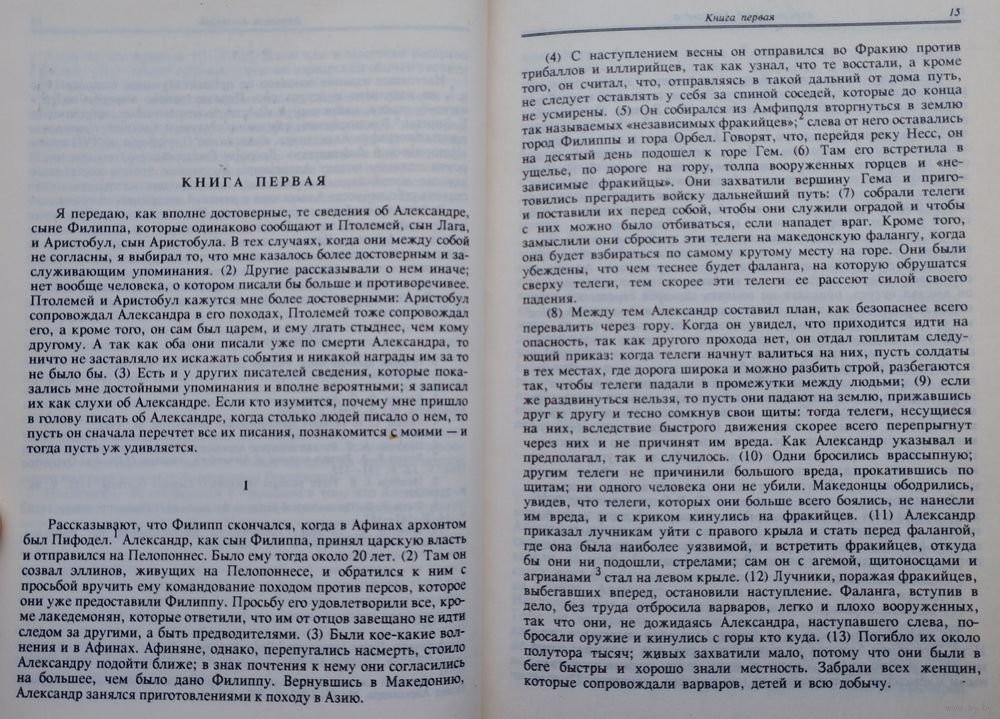 КНИГА ПЕРВАЯ
Я передаю, как вполне достоверные, те сведения об Александре,
сыне Филиппа, которые одинаково сообщают и Птолемей, сын Лага,
и Аристобул, сын Аристобула. В тех случаях, когда они между собой
не согласны, я выбирал то, что мне казалось более достоверным и за-
служивающим упоминания. (2) Другие рассказывали о нем иначе;
нет вообще человека, о котором писали бы больше и противоречивее.
Птолемей и Аристобул кажутся мне более достоверными: Аристобул
сопровождал Александра в его походах, Птолемей тоже сопровождал
его, а кроме того, он сам был царем, и ему лгать стыднее, чем кому
другому. А так как оба они писали уже по смерти Александра, то
ничто не заставляло их искажать события и никакой награды им за то
не было бы. (3) Есть и у других писателей сведения, которые пока-
зались мне достойными упоминания и вполне вероятными; я записал
их как слухи об Александре. Если кто изумится, почему мне пришло
в голову писать об Александре, когда столько людей писало о нем, то
пусть он сначала перечтет все их писания, познакомится с моими — и
тогда пусть уж удивляется.
I
Рассказывают, что Филипп скончался, когда в Афинах архонтом
был Пифодел.1 Александр, как сын Филиппа, принял царскую власть
и отправился на Пелопоннес. Было ему тогда около 20 лет. (2) Там он
созвал эллинов, живущих на Пелопоннесе, и обратился к ним с
просьбой вручить ему командование походом против персов, которое
они уже предоставили Филиппу. Просьбу его удовлетворили все, кро-
ме лакедемонян, которые ответили, что им от отцов завещано не идти
следом за другими, а быть предводителями. (3) Были кое-какие вол-
нения и в Афинах. Афиняне, однако, перепугались насмерть, стоило
Александру подойти ближе; в знак почтения к нему они согласились
на большее, чем было дано Филиппу. Вернувшись в Македонию,
Александр занялся приготовлениями к походу в Азию.
Книга первая 15
(4) С наступлением весны он отправился во Фракию против
трибаллов и иллирийцев, так как узнал, что те восстали, а кроме
того, он считал, что, отправляясь в такой дальний от дома путь,
не следует оставлять у себя за спиной соседей, которые до конца
не усмирены. (5) Он собирался из Амфиполя вторгнуться в землю
так называемых «независимых фракийцев»;2 слева от него оставались
город Филиппы и гора Орбел. Говорят, что, перейдя реку Несс, он
на десятый день подошел к горе Гем. (6) Там его встретила в
ущелье, по дороге на гору, толпа вооруженных горцев и «не-
зависимые фракийцы». Они захватили вершину Гема и приго-
товились преградить войску дальнейший путь: (7) собрали телеги
и поставили их перед собой, чтобы они служили оградой и чтобы
с них можно было отбиваться, если нападет враг. Кроме того,
замыслили они сбросить эти телеги на македонскую фалангу, когда
она будет взбираться по самому крутому месту на горе. Они были
убеждены, что чем теснее будет фаланга, на которую обрушатся
сверху телеги, тем скорее эти телеги ее рассеют силой своего
падения.
(8) Между тем Александр составил план, как безопаснее всего
перевалить через гору. Когда он увидел, что приходится идти на
опасность, так как другого прохода нет, он отдал гоплитам следу-
ющий приказ: когда телеги начнут валиться на них, пусть солдаты
в тех местах, где дорога широка и можно разбить строй, разбегаются
так, чтобы телеги падали в промежутки между людьми; (9) если
же раздвинуться нельзя, то пусть они падают на землю, прижавшись
друг к другу и тесно сомкнув свои щиты: тогда телеги, несущиеся
на них, вследствие быстрого движения скорее всего перепрыгнут
через них и не причинят им вреда. Как Александр указывал и
предполагал, так и случилось. (10) Одни бросились врассыпную;
другим телеги не причинили большого вреда, прокатившись по
щитам; ни одного человека они не убили. Македонцы ободрились,
увидев, что телеги, которых они больше всего боялись, не нанесли
им вреда, и с криком кинулись на фракийцев. (11) Александр
приказал лучникам уйти с правого крыла и стать перед фалангой,
где она была наиболее уязвимой, и встретить фракийцев, откуда
бы они ни подошли, стрелами; сам он с агемой, щитоносцами и
агрианами 3 стал на левом крыле. (12) Лучники, поражая фракийцев,
выбегавших вперед, остановили наступление. Фаланга, вступив в
дело, без труда отбросила варваров, легко и плохо вооруженных,
так что они, не дожидаясь Александра, наступавшего слева, по-
бросали оружие и кинулись с горы кто куда. (13) Погибло их около
полутора тысяч; живых захватили мало, потому что они были в
беге быстры и хорошо знали местность. Забрали всех женщин,
которые сопровождали варваров, детей и всю добычу.